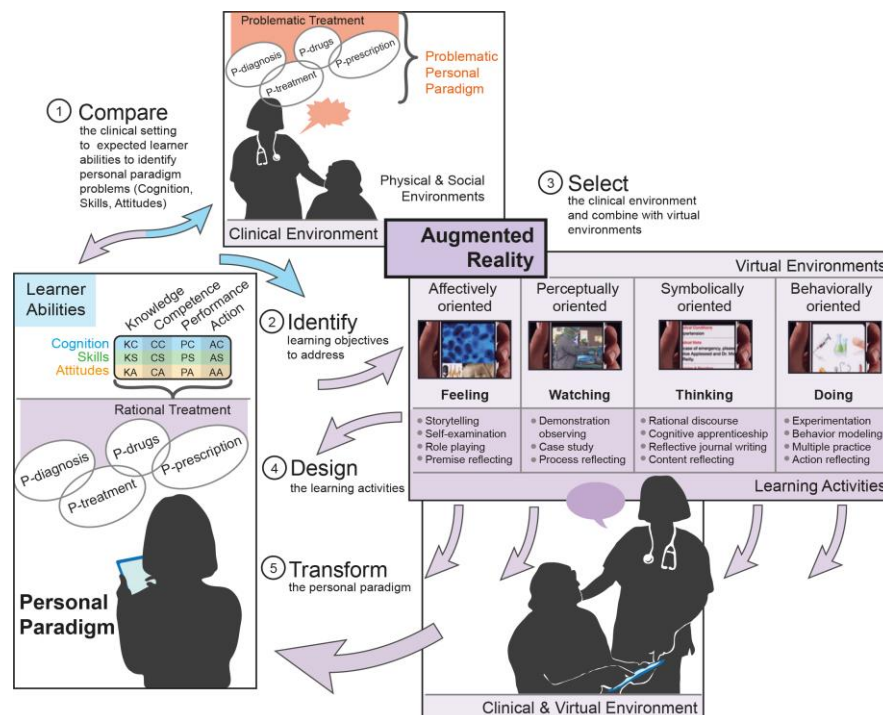 Problematic Treatment
P-diagnosis
P-drugs
P-prescription
P-treatment
Problematic
Personal
Paradigm
1 Compare
the clinical setting
to expected learner
abilities to identify
personal paradigm
problems (Cognition,
Skills, Attitudes)
Physical & Social
Environments
Clinical Environment
3 Select
the clinical environment
and combine with virtual
environments
Augmented
Reality
Virtual Environments
Learner
Abilities
Knowledge
Competence
Performance
Action
Cognition KC CC PC AC
Skills KS CS PS AS
Attitudes KA CA PA AA
2 Identify
learning objectives
to address
Affectively
oriented
Perceptually
oriented
Symbolically
oriented
Behaviorally
oriented
Feeling
Watching
Thinking
Doing
• Storytelling
• Self-examination
• Role playing
• Premise reflecting
• Demonstration
observing
• Case study
• Process reflecting
• Rational discourse
• Cognitive apprenticeship
• Reflective journal writing
• Content reflecting
• Experimentation
• Behavior modeling
• Multiple practice
• Action reflecting
Learning Activities
Rational Treatment
P-diagnosis
P-drugs
P-prescription
P-treatment
4 Design
the learning activities
5 Transform
the personal paradigm
Personal
Paradigm
Clinical & Virtual Environment